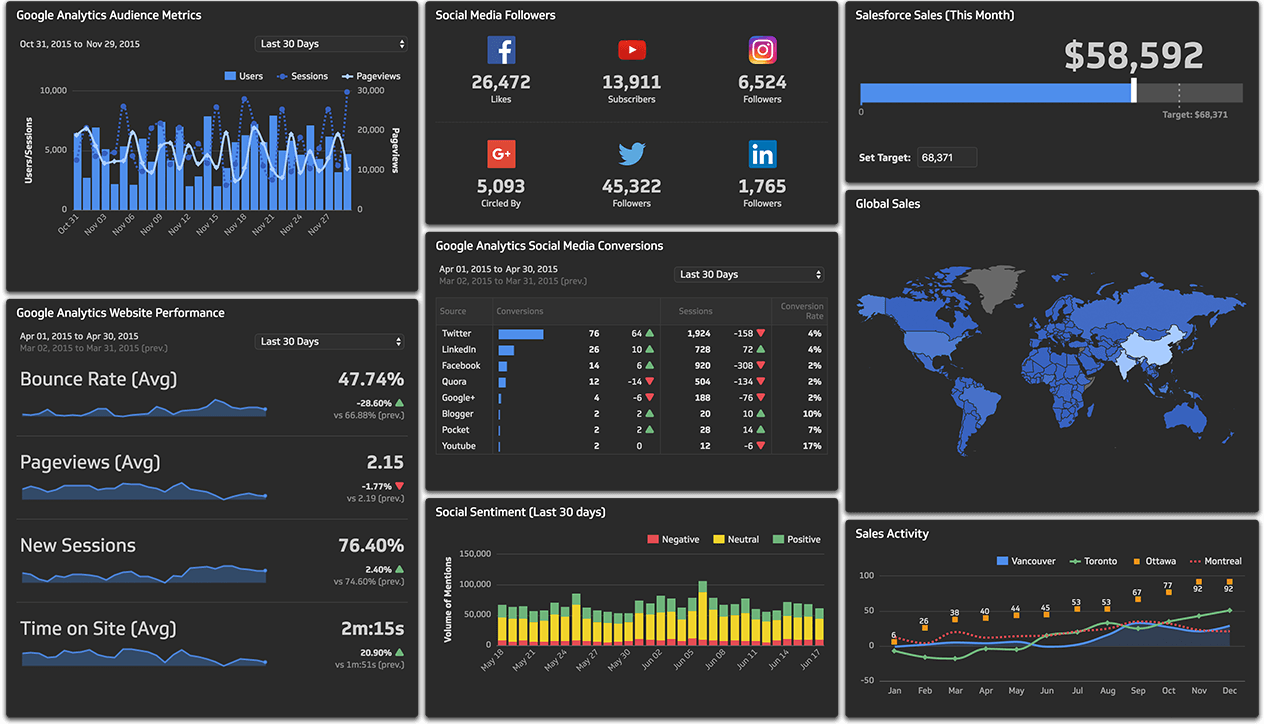 Google Analytics Audience Metrics
Oct 31, 2015 to Nov 29, 2015
Last 30 Days
Users Sessions Pageviews
10,000 30,000
20,000
5,000
10,000
0 0
Users/Sessions
Pageviews
Oct 31 Nov 03 Nov 06 Nov 09 Nov 12 Nov 15 Nov 18 Nov 21 Nov 24 Nov 27
Google Analytics Website Performance
Apr 01, 2015 to Apr 30, 2015
Mar 02, 2015 to Mar 31, 2015 (prev.)
Last 30 Days
Bounce Rate (Avg) 47.74%
-28.60%
vs 66.88% (prev.)
Pageviews (Avg) 2.15
-1.77%
vs 2.19 (prev.)
New Sessions 76.40%
2.40%
vs 74.60% (prev.)
Time on Site (Avg) 2m:15s
20.90%
vs 1m:51s (prev.)
Social Media Followers
f You Tube
26,472 13,911 6,524
Likes Subscribers Followers
G+ in
5,093 45,322 1,765
Circled By Followers Followers
Google Analytics Social Media Conversions
Apr 01, 2015 to Apr 30, 2015
Mar 02, 2015 to Mar 31, 2015 (prev.)
Last 30 Days
Source Conversions Sessions Conversion
Rate
Twitter 76 64 1,924 -158 4%
LinkedIn 26 10 728 72 4%
Facebook 14 6 920 -308 2%
Quora 12 -14 504 -134 2%
Google+ 4 -6 188 -76 2%
Blogger 2 2 20 10 10%
Pocket 2 2 28 14 7%
Youtube 2 0 12 -6 17%
Social Sentiment (Last 30 days)
Negative Neutral Positive
150,000
100,000
50,000
0
Volume of Mentions
May 18 May 21 May 24 May 27 May 30 Jun 02 Jun 05 Jun 08 Jun 11 Jun 14 Jun 17
Salesforce Sales (This Month)
$58,592
0
Target: $68,371
Set Target: 68,371
Global Sales
Sales Activity
Vancouver Toronto Ottawa Montreal
100
50
0
-50
6 26 38 40 44 45 53 53 67 77 92 92
Jan Feb Mar Apr May Jun Jul Aug Sep Oct Nov Dec